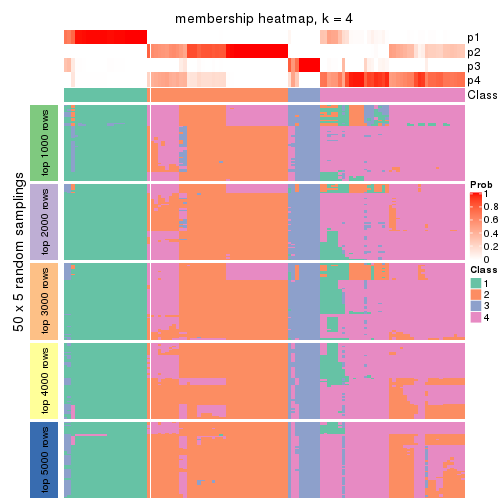 membership heatmap, k = 4
p1
p2
p3
p4
Class
50 x 5 random samplings
top 1000 rows
top 2000 rows
top 3000 rows
top 4000 rows
top 5000 rows
Prob
1
0.8
0.6
0.4
0.2
0
Class
1
2
3
4